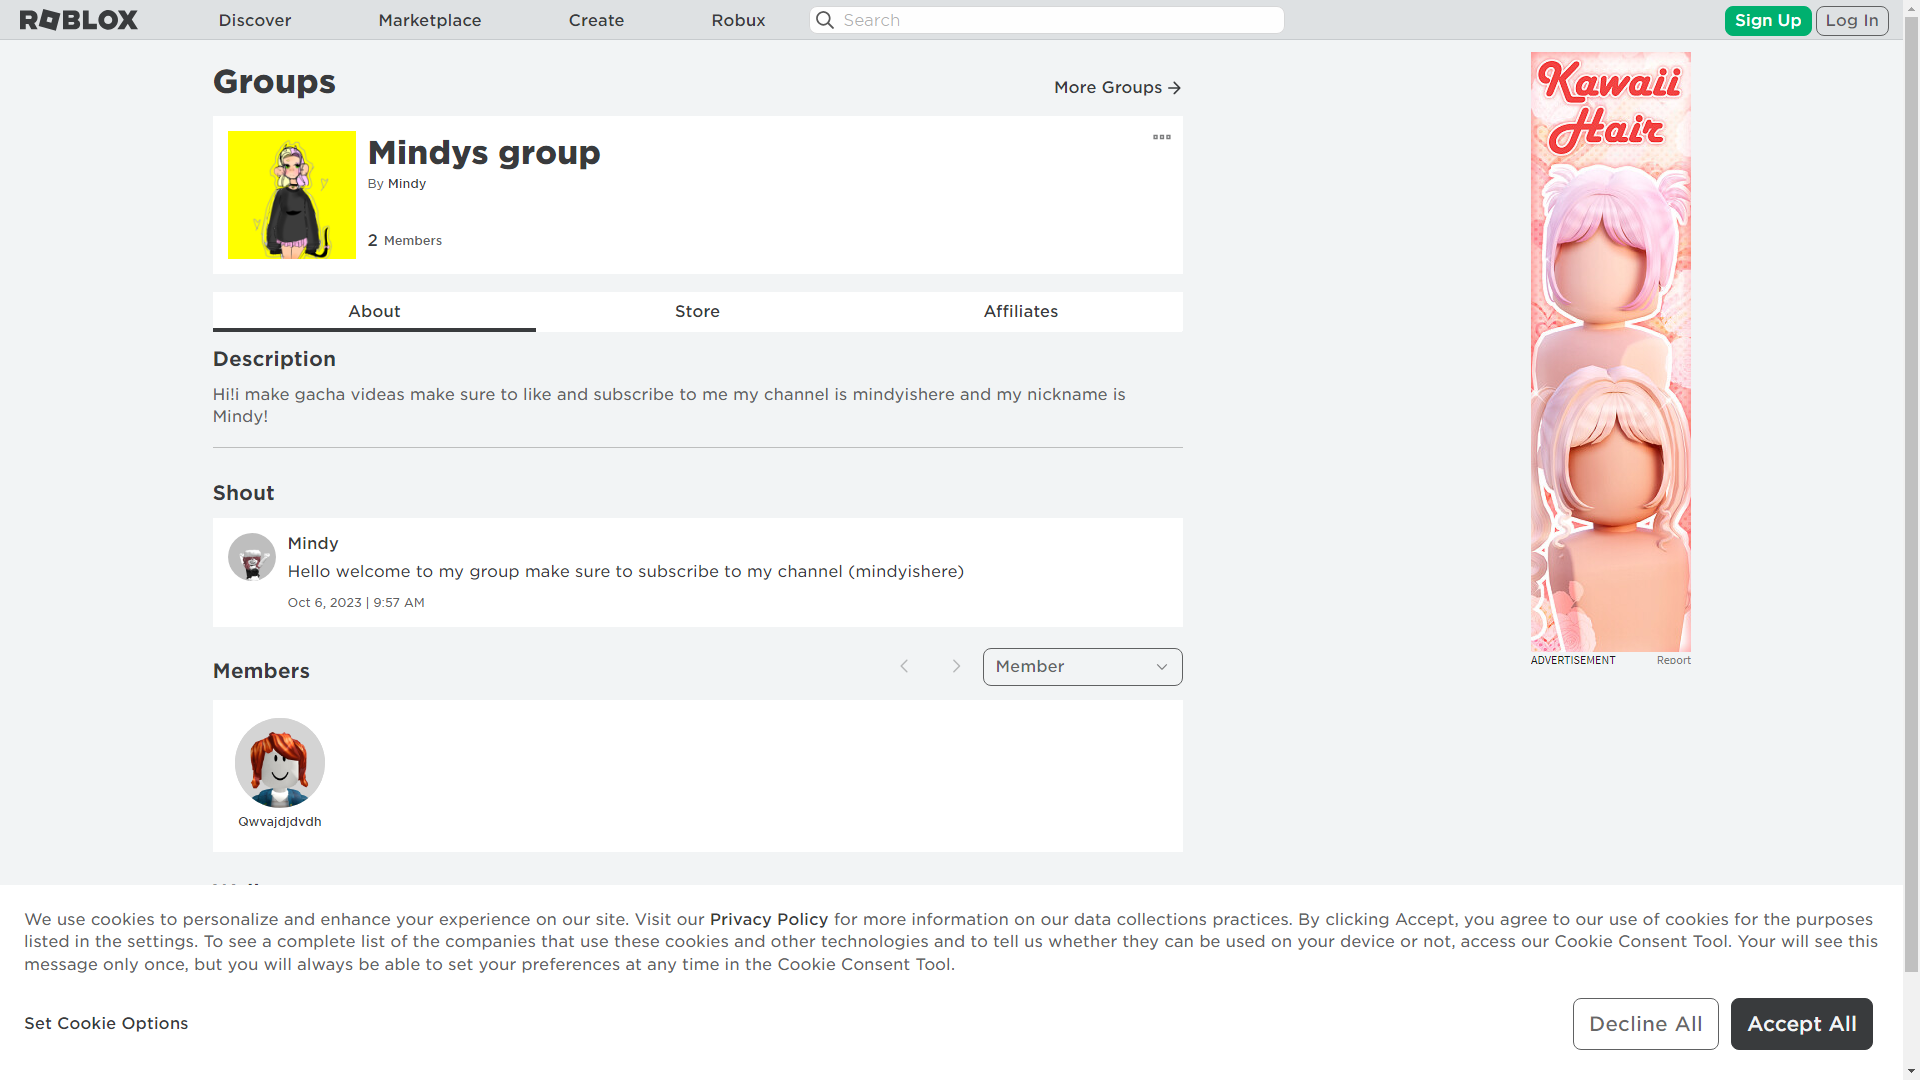 ROBLOX
Discover
Marketplace
Create
Robux
Search
Sign Up
Log In
Groups
More Groups
Mindys group
By Mindy
2 Members
About
Store
Affiliates
Description
Hi!i make gacha videas make sure to like and subscribe to me my channel is mindyishere and my nickname is
Mindy!
Shout
Mindy
Hello welcome to my group make sure to subscribe to my channel (mindyishere)
Oct 6, 2023 | 9:57 AM
Members
Member
Qwvajdjdvdh
Kawaii
Hair
ADVERTISEMENT
Report
We use cookies to personalize and enhance your experience on our site. Visit our Privacy Policy for more information on our data collections practices. By clicking Accept, you agree to our use of cookies for the purposes
listed in the settings. To see a complete list of the companies that use these cookies and other technologies and to tell us whether they can be used on your device or not, access our Cookie Consent Tool. Your will see this
message only once, but you will always be able to set your preferences at any time in the Cookie Consent Tool.
Set Cookie Options
Decline All
Accept All